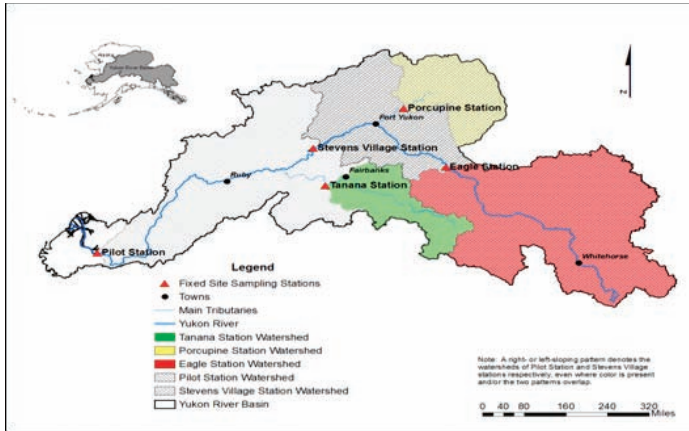 Porcupine Station
Fort Yukon
Stevens Village Station
Eagle Station
Fairbanks
Tanana Station
Ruby
Pilot Station
Whitehorse
N
Legend
Fixed Site Sampling Stations
Towns
Main Tributaries
Yukon River
Tanana Station Watershed
Porcupine Station Watershed
Eagle Station Watershed
Pilot Station Watershed
Stevens Village Station Watershed
Yukon River Basin
Note: A right- or left-sloping pattern denotes the
watersheds of Pilot Station and Stevens Village
stations respectively, even where color is present
and/or the two patterns overlap.
0 40 80 160 240 320
Miles